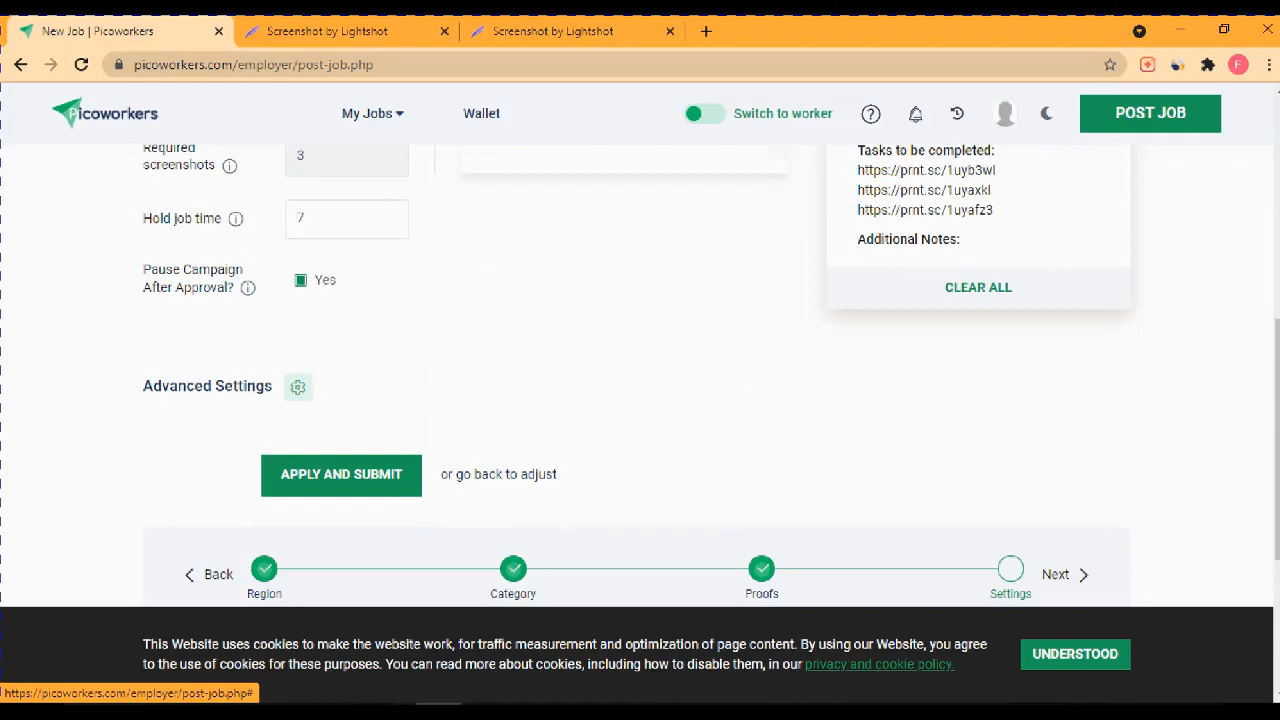 New Job | Picoworkers
Screenshot by Lightshot
Screenshot by Lightshot
picoworkers.com/employer/post-job.php
F
Picoworkers
My Jobs
Wallet
Switch to worker
POST JOB
Required
screenshots
3
Hold job time
7
Pause Campaign
After Approval?
Yes
Tasks to be completed:
https://prnt.sc/1uyb3wl
https://prnt.sc/1uyaxkl
https://prnt.sc/1uyafz3
Additional Notes:
CLEAR ALL
Advanced Settings
APPLY AND SUBMIT or go back to adjust
Back
Region
Category
Proofs
Settings
Next
This Website uses cookies to make the website work, for traffic measurement and optimization of page content. By using our Website, you agree
to the use of cookies for these purposes. You can read more about cookies, including how to disable them, in our privacy and cookie policy.
UNDERSTOOD
https://picoworkers.com/employer/post-job.php#